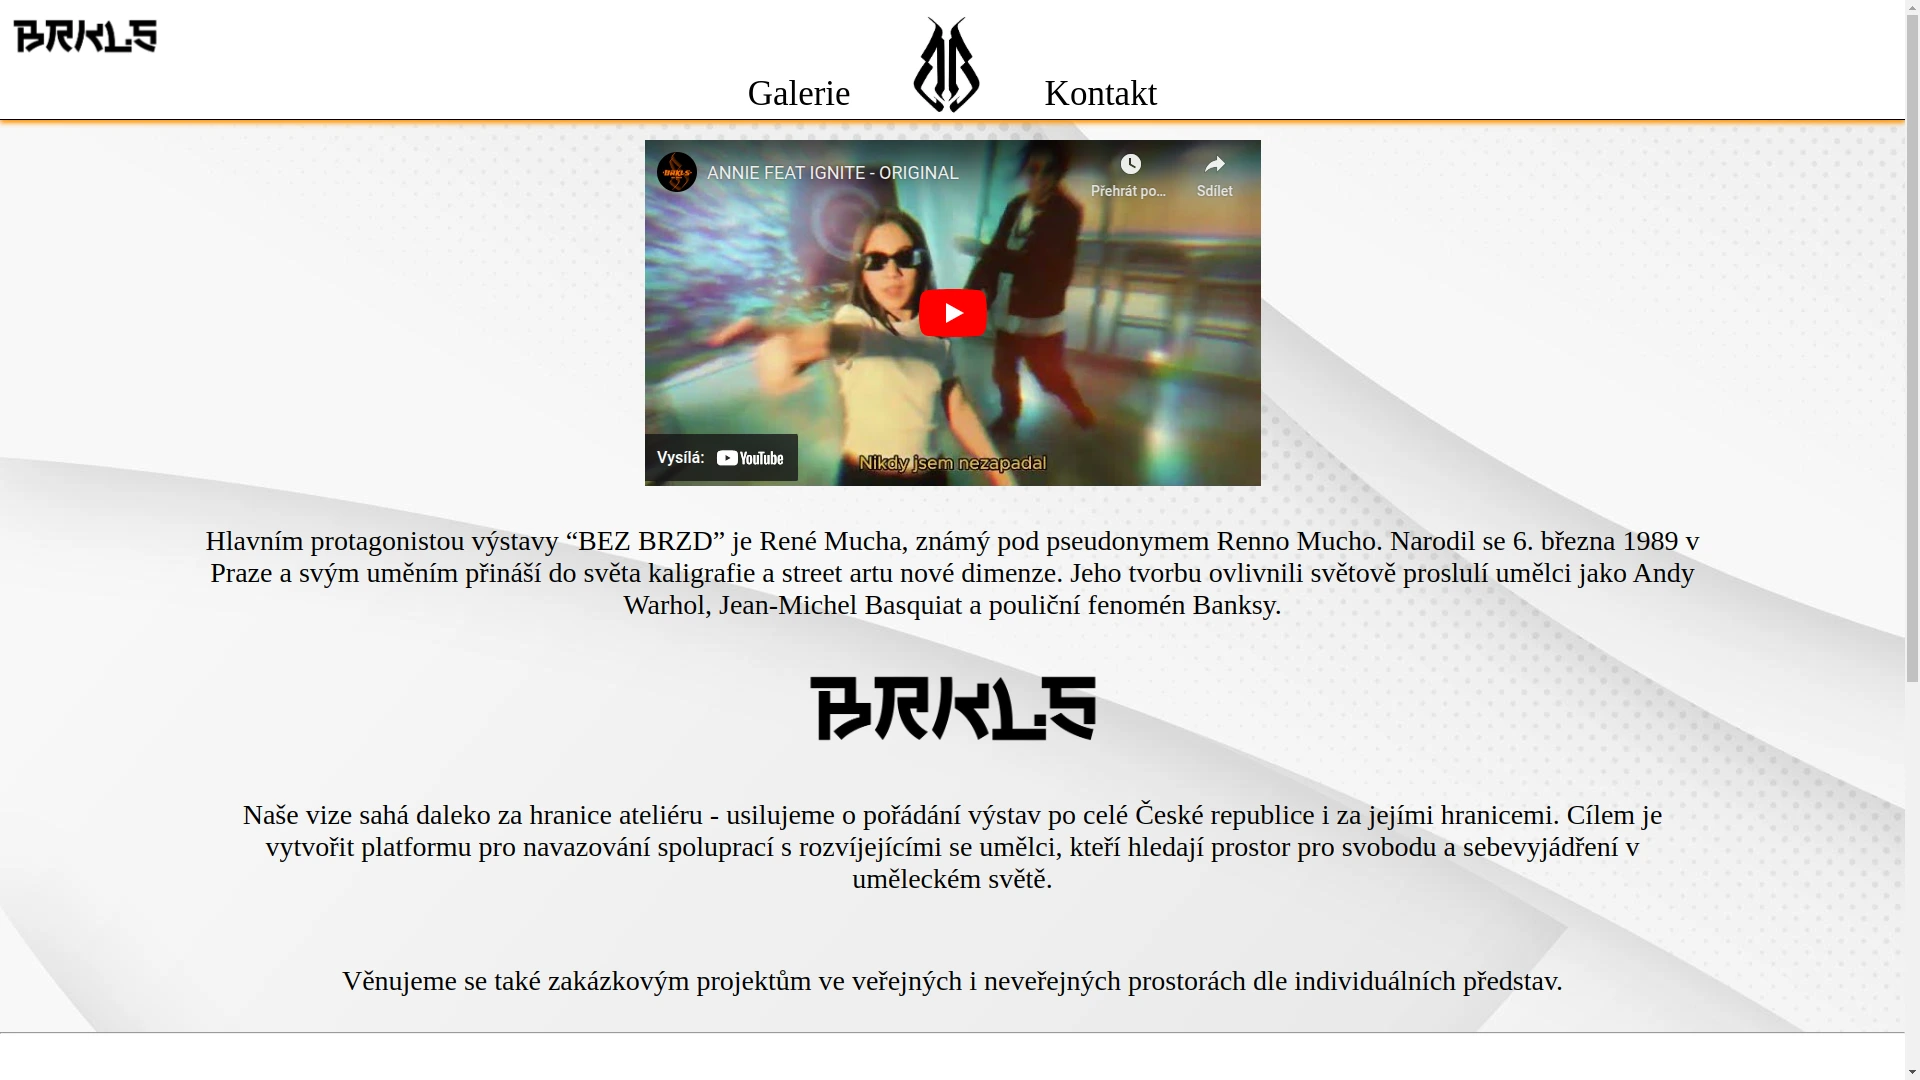 BRKLS
Galerie
Kontakt
BRKLS
ANNIE FEAT IGNITE - ORIGINAL
Přehrát po...
Sdílet
Vysílá: YouTube
Nikdy jsem nezapadal
Hlavním protagonistou výstavy “BEZ BRZD” je René Mucha, známý pod pseudonymem Renno Mucho. Narodil se 6. března 1989 v
Praze a svým uměním přináší do světa kaligrafie a street artu nové dimenze. Jeho tvorbu ovlivnili světově proslulí umělci jako Andy
Warhol, Jean-Michel Basquiat a pouliční fenomén Banksy.
BRKLS
Naše vize sahá daleko za hranice ateliéru - usilujeme o pořádání výstav po celé České republice i za jejími hranicemi. Cílem je
vytvořit platformu pro navazování spoluprací s rozvíjejícími se umělci, kteří hledají prostor pro svobodu a sebevyjádření v
uměleckém světě.
Věnujeme se také zakázkovým projektům ve veřejných i neveřejných prostorách dle individuálních představ.